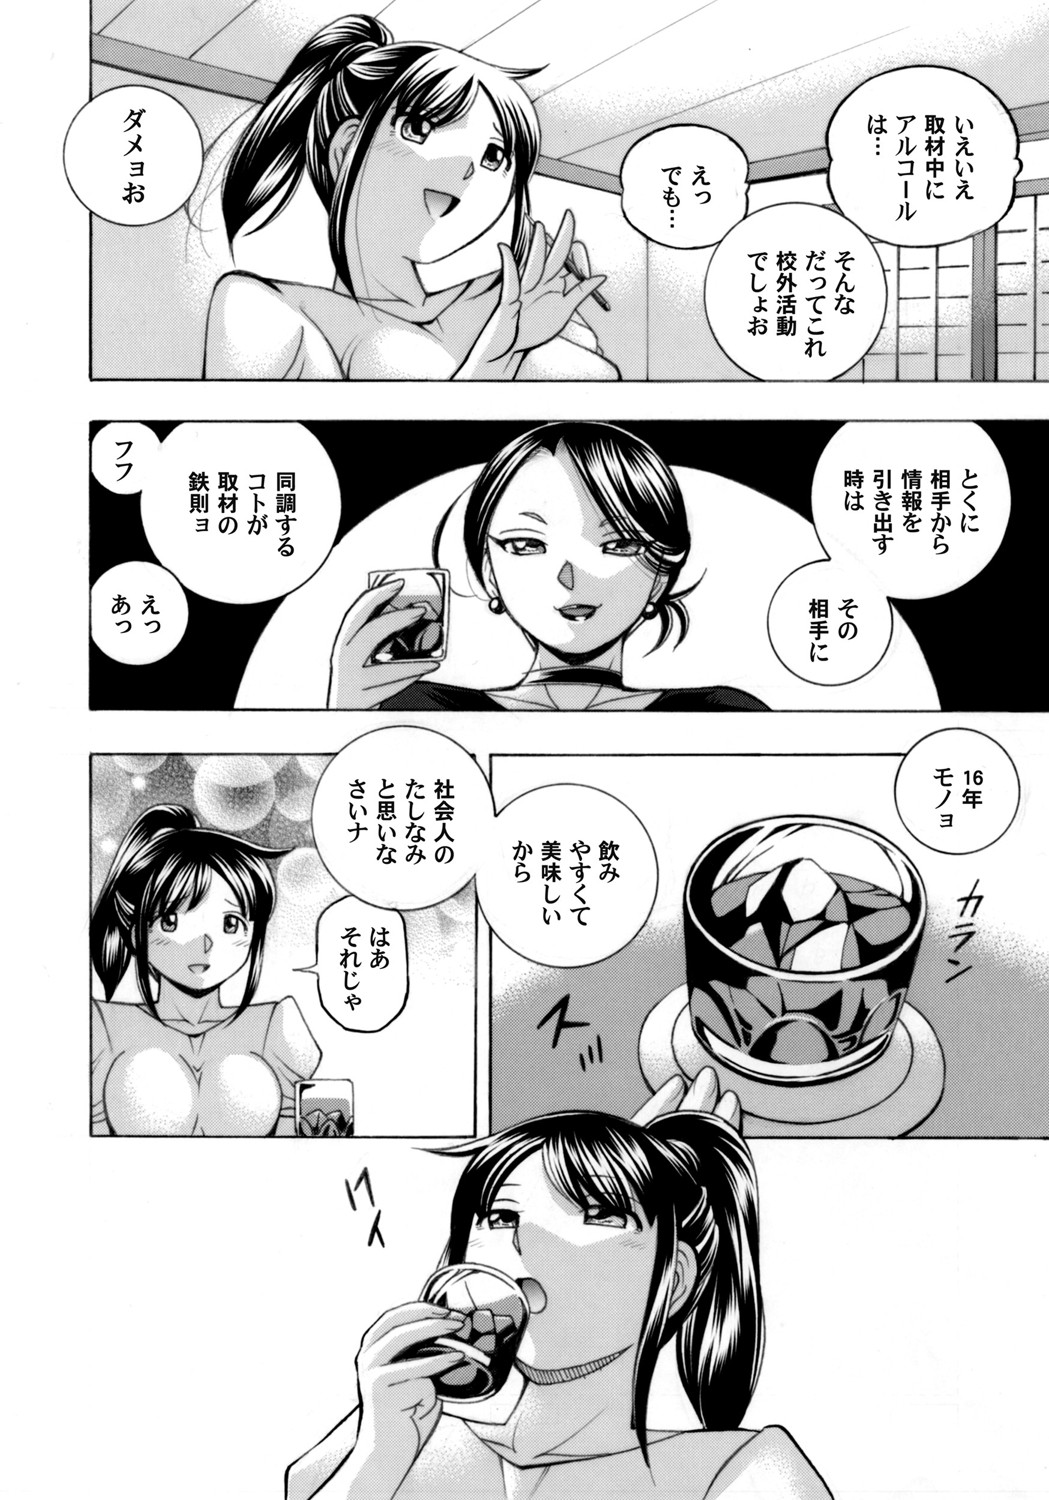 いえいえ
取材中に
アルコール
は…
そんな
だってこれ
校外活動
でしょお
えっ
でも…
ダメョお
とくに
相手から
情報を
引き出す
時は
その
相手に
同調する
コトが
取材の
鉄則ョ
フフ
えっ
あっ
16年
モノョ
カラン
飲み
やすくて
美味しい
から
スッ
社会人の
たしなみ
と思いな
さいナ
はあ
それじゃ
クイ